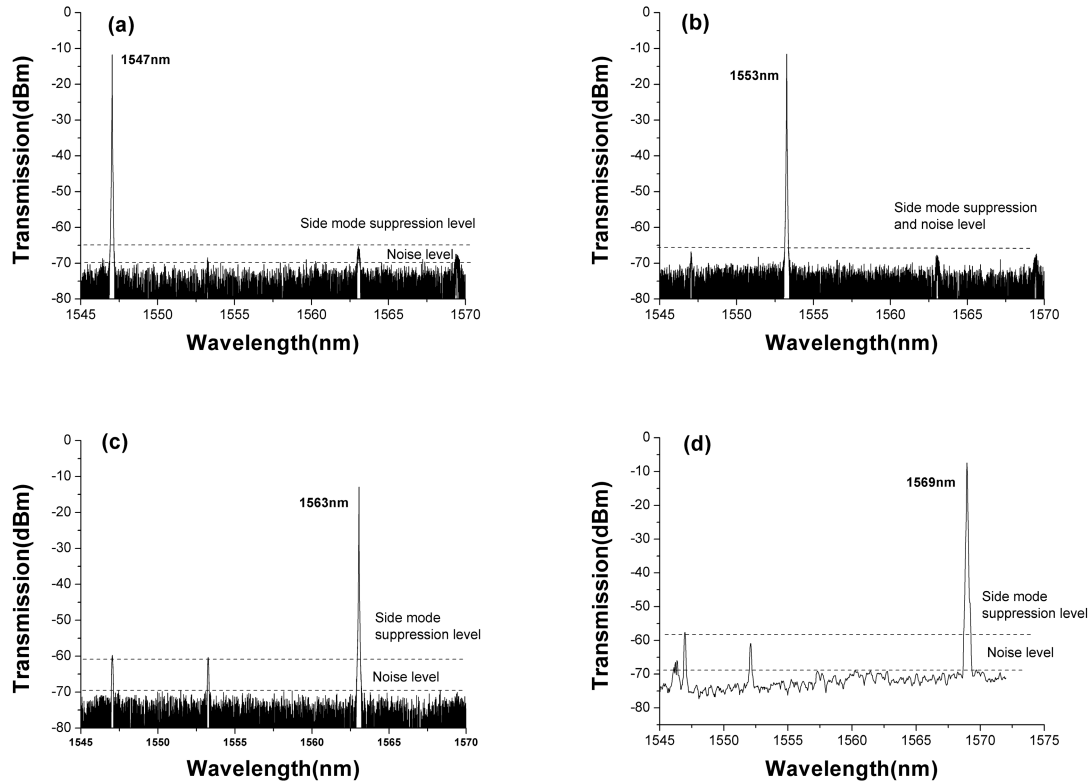 (a)
Transmission(dBm)
0
-10
-20
-30
-40
-50
-60
-70
-80
1547nm
Side mode suppression level
Noise level
1545 1550 1555 1560 1565 1570
Wavelength(nm)
(b)
Transmission(dBm)
0
-10
-20
-30
-40
-50
-60
-70
-80
1553nm
Side mode suppression
and noise level
1545 1550 1555 1560 1565 1570
Wavelength(nm)
(c)
Transmission(dBm)
0
-10
-20
-30
-40
-50
-60
-70
-80
1563nm
Side mode
suppression level
Noise level
1545 1550 1555 1560 1565 1570
Wavelength(nm)
(d)
Transmission(dBm)
0
-10
-20
-30
-40
-50
-60
-70
-80
1569nm
Side mode
suppression level
Noise level
1545 1550 1555 1560 1565 1570 1575
Wavelength(nm)